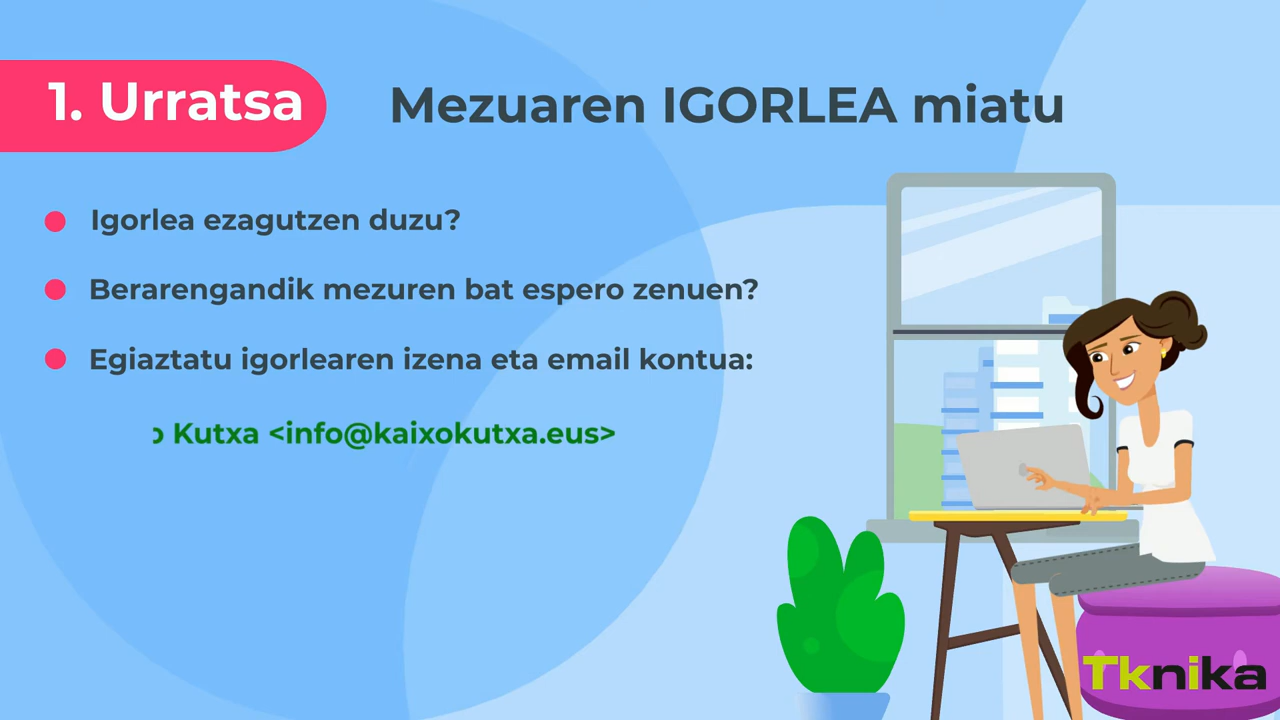 1. Urratsa
Mezuaren IGORLEA miatu
Igorlea ezagutzen duzu?
Berarengandik mezuren bat espero zenuen?
Egiaztatu igorlearen izena eta email kontua:
Kutxa <info@kaixokutxa.eus>
Tknika